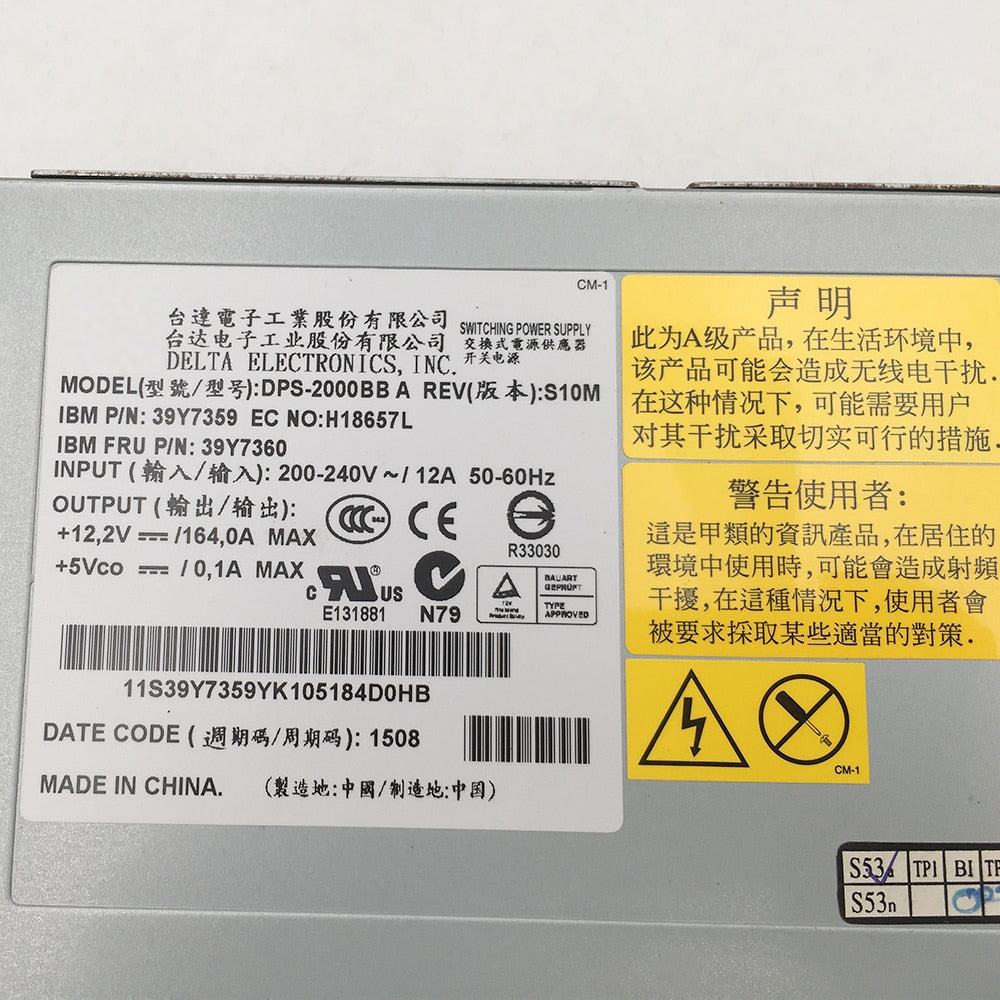 CM-1
台達電子工業股份有限公司
台达电子工业股份有限公司
DELTA ELECTRONICS, INC.
SWITCHING POWER SUPPLY
交換式電源供應器
开关电源
MODEL(型號/型号):DPS-2000BB A REV(版本):S10M
IBM P/N: 39Y7359 EC NO:H18657L
IBM FRU P/N: 39Y7360
INPUT (輸入/输入): 200-240V ~/ 12A 50-60Hz
OUTPUT (輸出/输出):
+12,2V ⎓ /164,0A MAX
+5Vco ⎓ / 0,1A MAX
CCC
CE
R33030
c RU ® US
E131881
N79
BAUART
GEPRÜFT
TYPE
APPROVED
11S39Y7359YK105184D0HB
DATE CODE (週期碼/周期码): 1508
MADE IN CHINA. (製造地:中國/制造地:中国)
声明
此为A级产品，在生活环境中，
该产品可能会造成无线电干扰.
在这种情况下，可能需要用户
对其干扰采取切实可行的措施.
警告使用者：
這是甲類的資訊產品,在居住的
環境中使用時,可能會造成射頻
干擾,在這種情況下,使用者會
被要求採取某些適當的對策.
CM-1
S53a TP1 BI
S53n